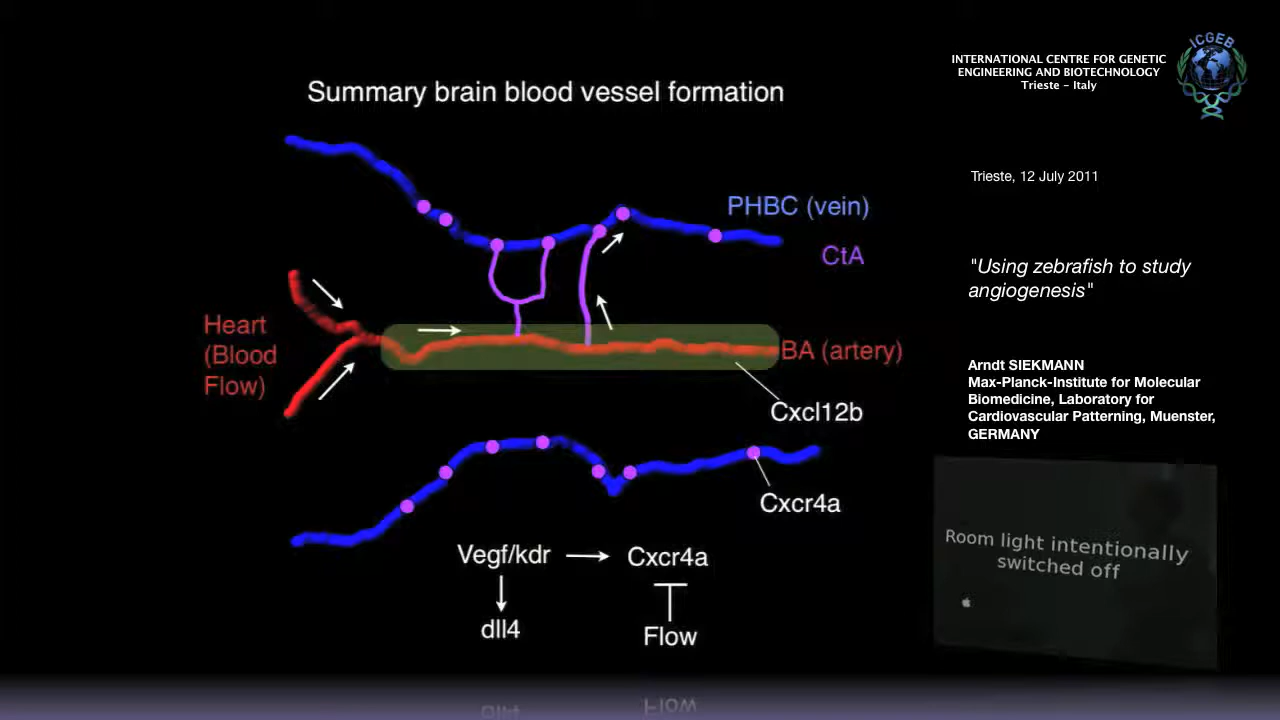 Summary brain blood vessel formation
PHBC (vein)
CtA
Heart
(Blood
Flow)
BA (artery)
Cxcl12b
Cxcr4a
Vegf/kdr
Cxcr4a
dll4
Flow
ICGEB
INTERNATIONAL CENTRE FOR GENETIC
ENGINEERING AND BIOTECHNOLOGY
Trieste - Italy
Trieste, 12 July 2011
"Using zebrafish to study
angiogenesis"
Arndt SIEKMANN
Max-Planck-Institute for Molecular
Biomedicine, Laboratory for
Cardiovascular Patterning, Muenster,
GERMANY
Room light intentionally
switched off